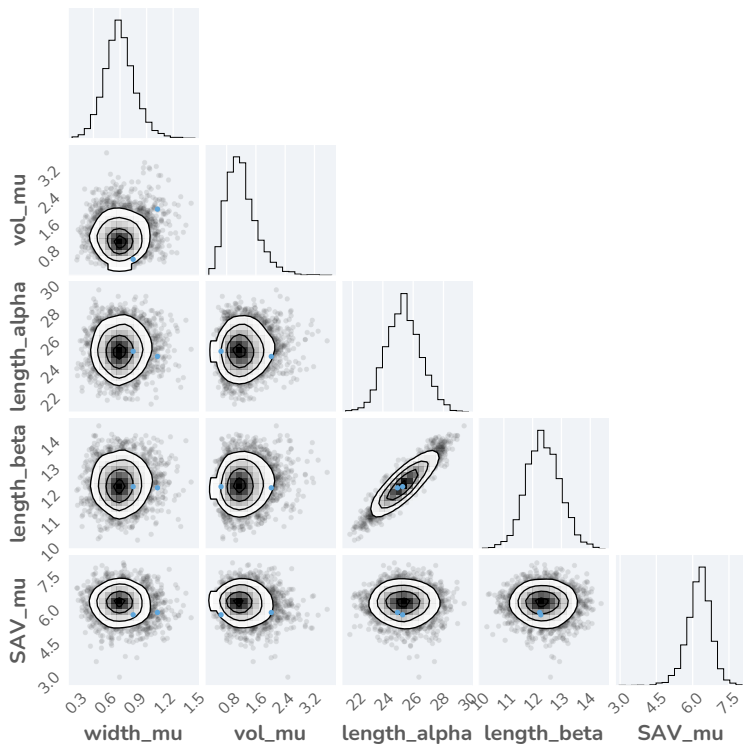 vol_mu
3.2
2.4
1.6
0.8
length_alpha
30
28
26
24
22
length_beta
14
13
12
11
10
SAV_mu
7.5
6.0
4.5
3.0
0.3 0.6 0.9 1.2 1.5
0.8 1.6 2.4 3.2
22 24 26 28 30
10 11 12 13 14
3.0 4.5 6.0 7.5
width_mu vol_mu length_alpha length_beta SAV_mu